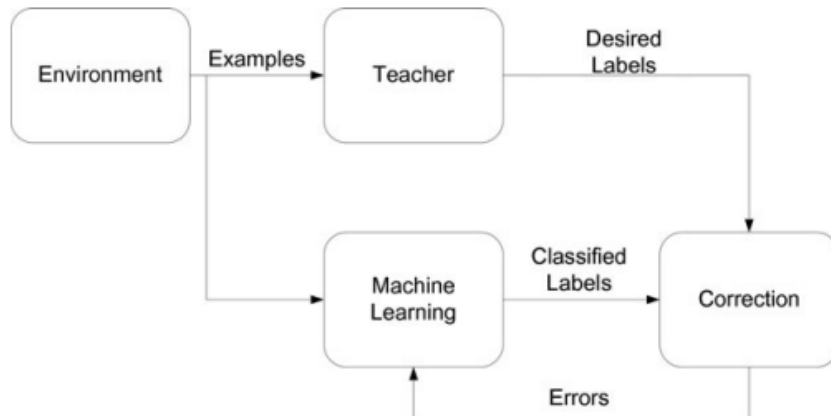 Environment
Examples
Teacher
Desired
Labels
Machine
Learning
Classified
Labels
Correction
Errors